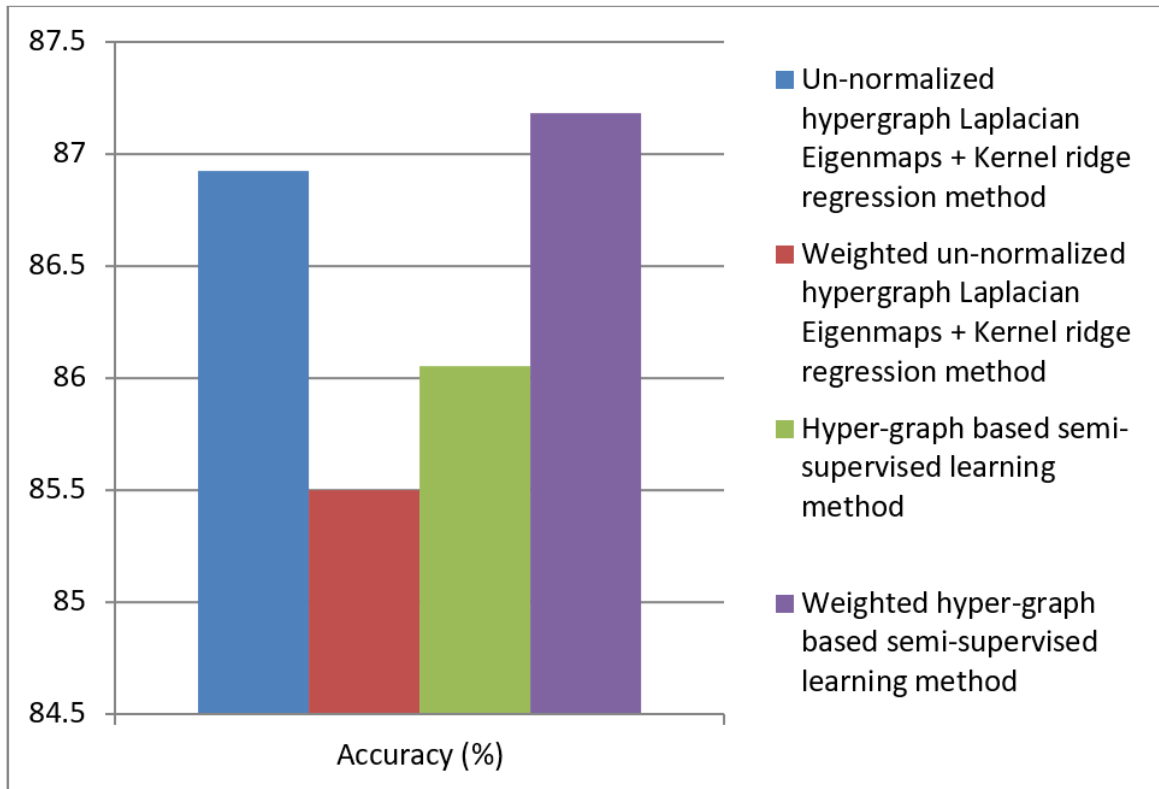 87.5
87
86.5
86
85.5
85
84.5
Accuracy (%)
Un-normalized
hypergraph Laplacian
Eigenmaps + Kernel ridge
regression method
Weighted un-normalized
hypergraph Laplacian
Eigenmaps + Kernel ridge
regression method
Hyper-graph based semi-
supervised learning
method
Weighted hyper-graph
based semi-supervised
learning method